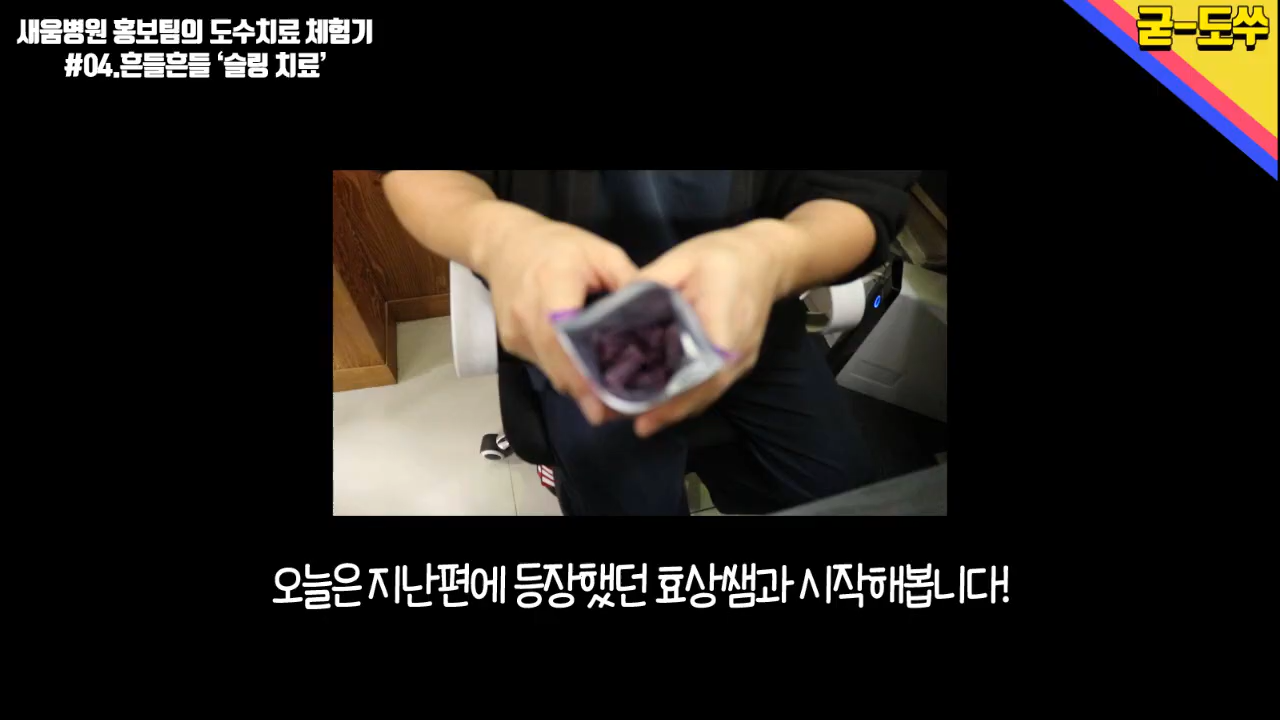 새움병원 홍보팀의 도수치료 체험기
#04.흔들흔들 ‘슬링 치료’
굳-도쑤
오늘은 지난편에 등장했던 효상쌤과 시작해봅니다!